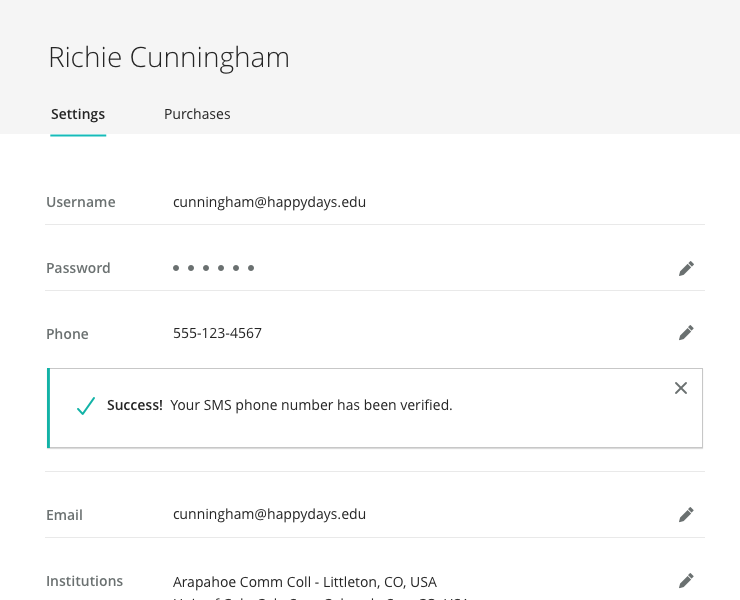 Richie Cunningham
Settings Purchases
Username cunningham@happydays.edu
Password
Phone 555-123-4567
Success! Your SMS phone number has been verified.
Email cunningham@happydays.edu
Institutions Arapahoe Comm Coll - Littleton, CO, USA